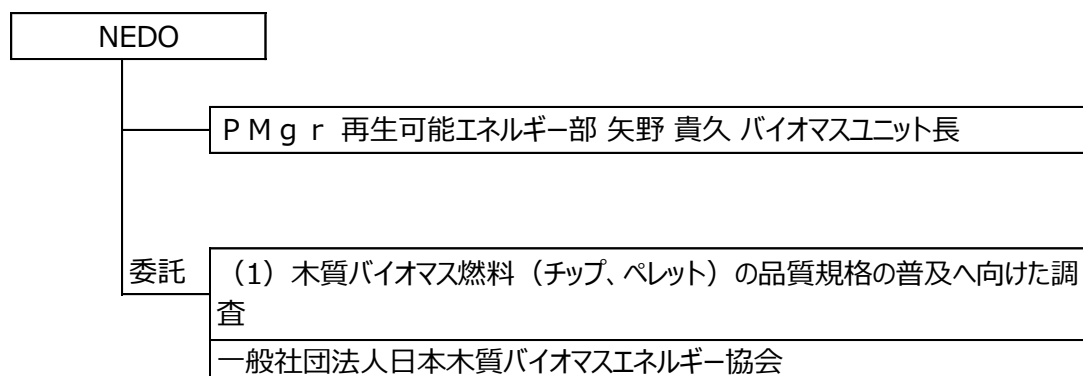 NEDO
PMgr 再生可能エネルギー部 矢野 貴久 バイオマスユニット長
委託
（1）木質バイオマス燃料（チップ、ペレット）の品質規格の普及へ向けた調
査
一般社団法人日本木質バイオマスエネルギー協会